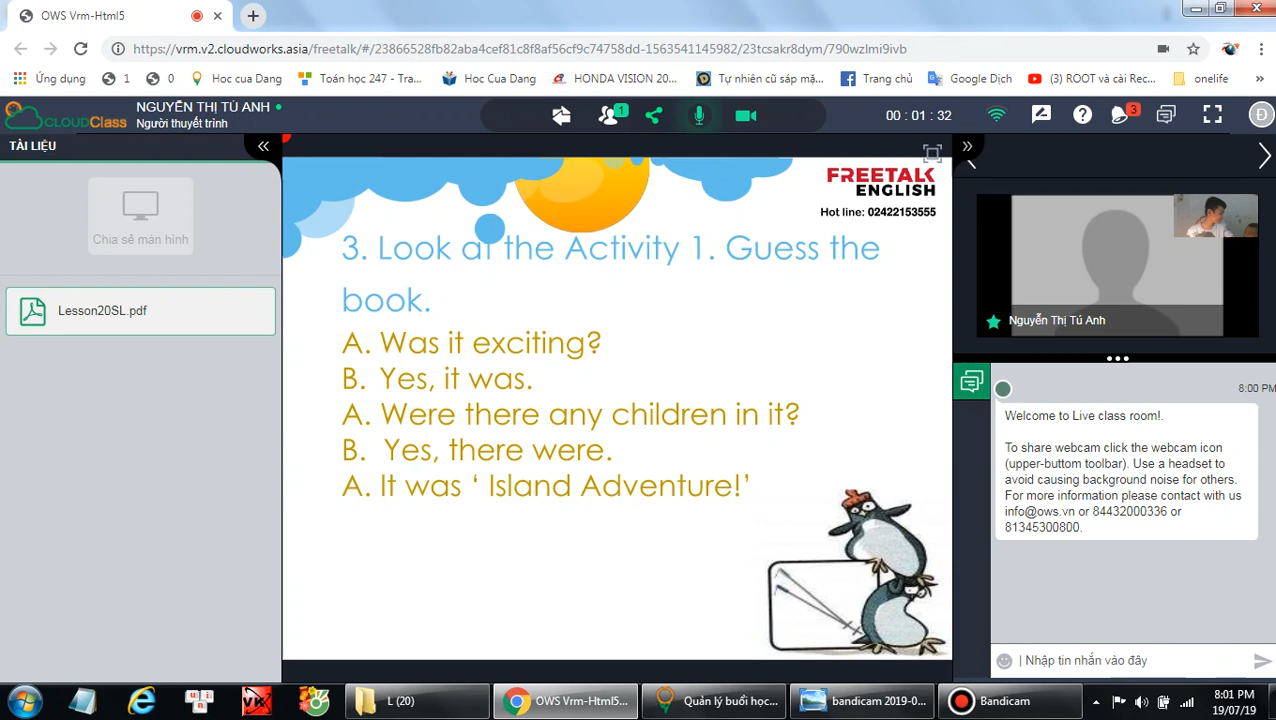 OWS Vrm-Html5
https://vrm.v2.cloudworks.asia/freetalk/#/23866528fb82aba4cef81c8f8af56cf9c74758dd-1563541145982/23tcsakr8dym/790wzlmi9ivb
Ứng dụng
1
0
Hoc cua Dang
Toán học 247 - Tra...
Học Cua Dang
HONDA VISION 20...
Tự nhiên cũ sáp mặ...
Trang chủ
Google Dịch
(3) ROOT và cài Rec...
onelife
»
CLOUDClass
NGUYỄN THỊ TÚ ANH
Người thuyết trình
1
00 : 01 : 32
3
Đ
TÀI LIỆU
Chia sẻ màn hình
Lesson20SL.pdf
FREETALK
ENGLISH
Hot line: 02422153555
3. Look at the Activity 1. Guess the
book.
A. Was it exciting?
B. Yes, it was.
A. Were there any children in it?
B. Yes, there were.
A. It was ‘ Island Adventure!’
Nguyễn Thị Tú Anh
8:00 PM
Welcome to Live class room!.
To share webcam click the webcam icon
(upper-buttom toolbar). Use a headset to
avoid causing background noise for others.
For more information please contact with us
info@ows.vn or 84432000336 or
81345300800.
Nhập tin nhắn vào đây
L (20)
OWS Vrm-Html5...
Quản lý buổi học...
bandicam 2019-0...
Bandicam
8:01 PM
19/07/19